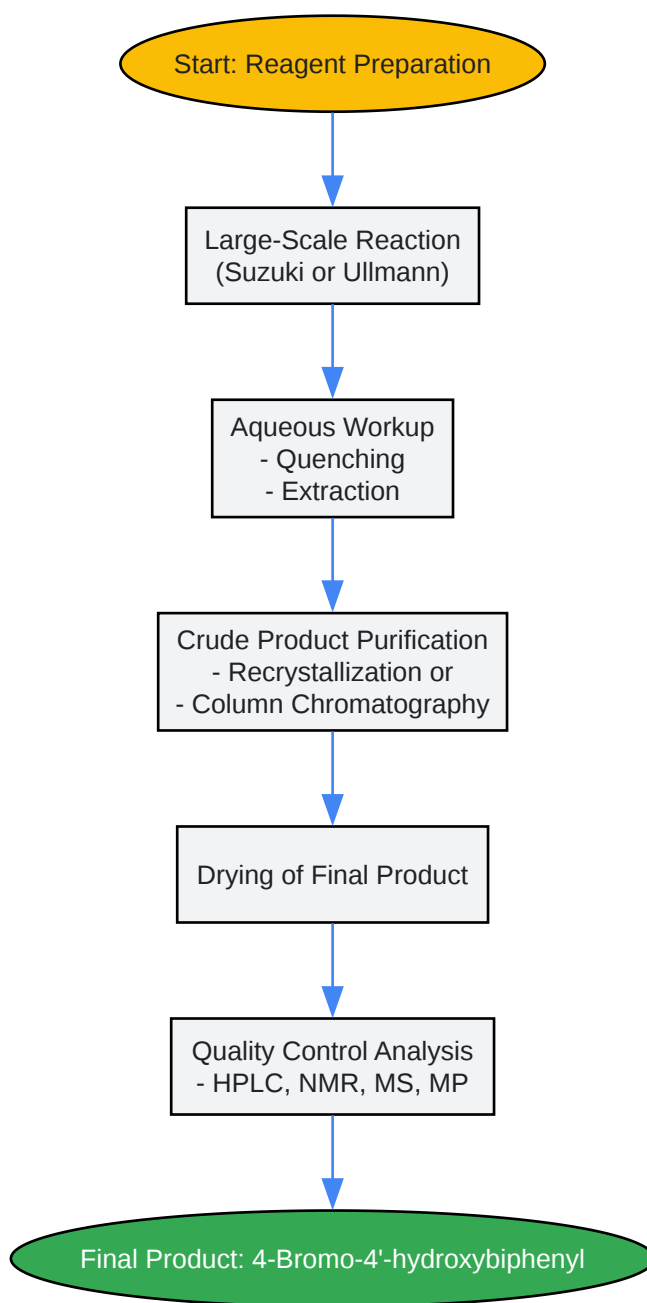 Start: Reagent Preparation
Large-Scale Reaction
(Suzuki or Ullmann)
Aqueous Workup
- Quenching
- Extraction
Crude Product Purification
- Recrystallization or
- Column Chromatography
Drying of Final Product
Quality Control Analysis
- HPLC, NMR, MS, MP
Final Product: 4-Bromo-4'-hydroxybiphenyl